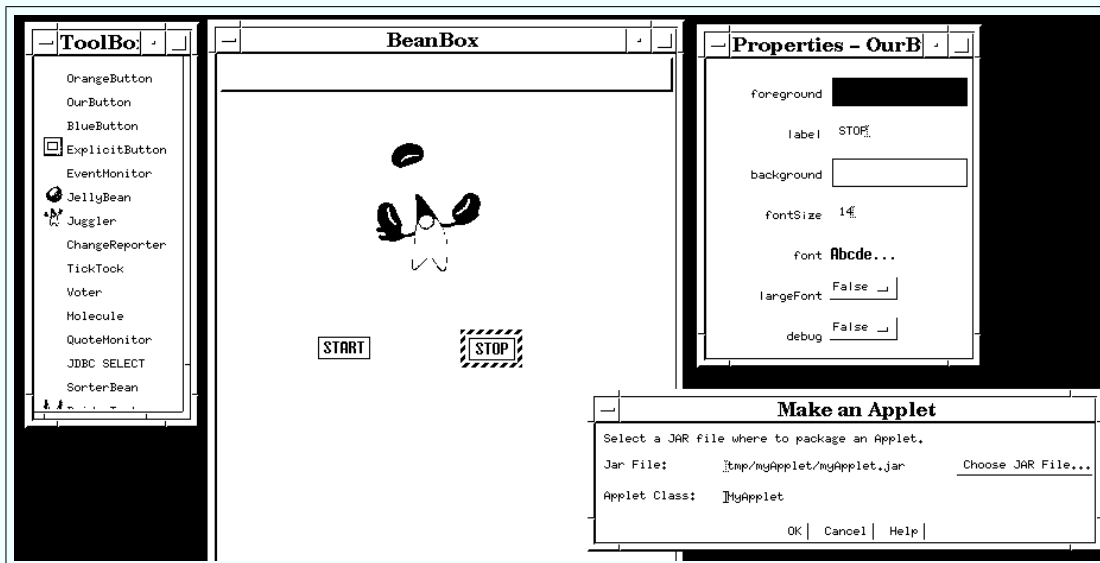 ToolBo
OrangeButton
OurButton
BlueButton
ExplicitButton
EventMonitor
JellyBean
Juggler
ChangeReporter
TickTock
Voter
Molecule
QuoteMonitor
JDBC SELECT
SorterBean
BeanBox
START
STOP
Properties - OurB
foreground
label STOP
background
fontSize 14
font Abcde...
largeFont False
debug False
Make an Applet
Select a JAR file where to package an Applet.
Jar File: tmp/myApplet/myApplet.jar Choose JAR File...
Applet Class: MyApplet
OK Cancel Help